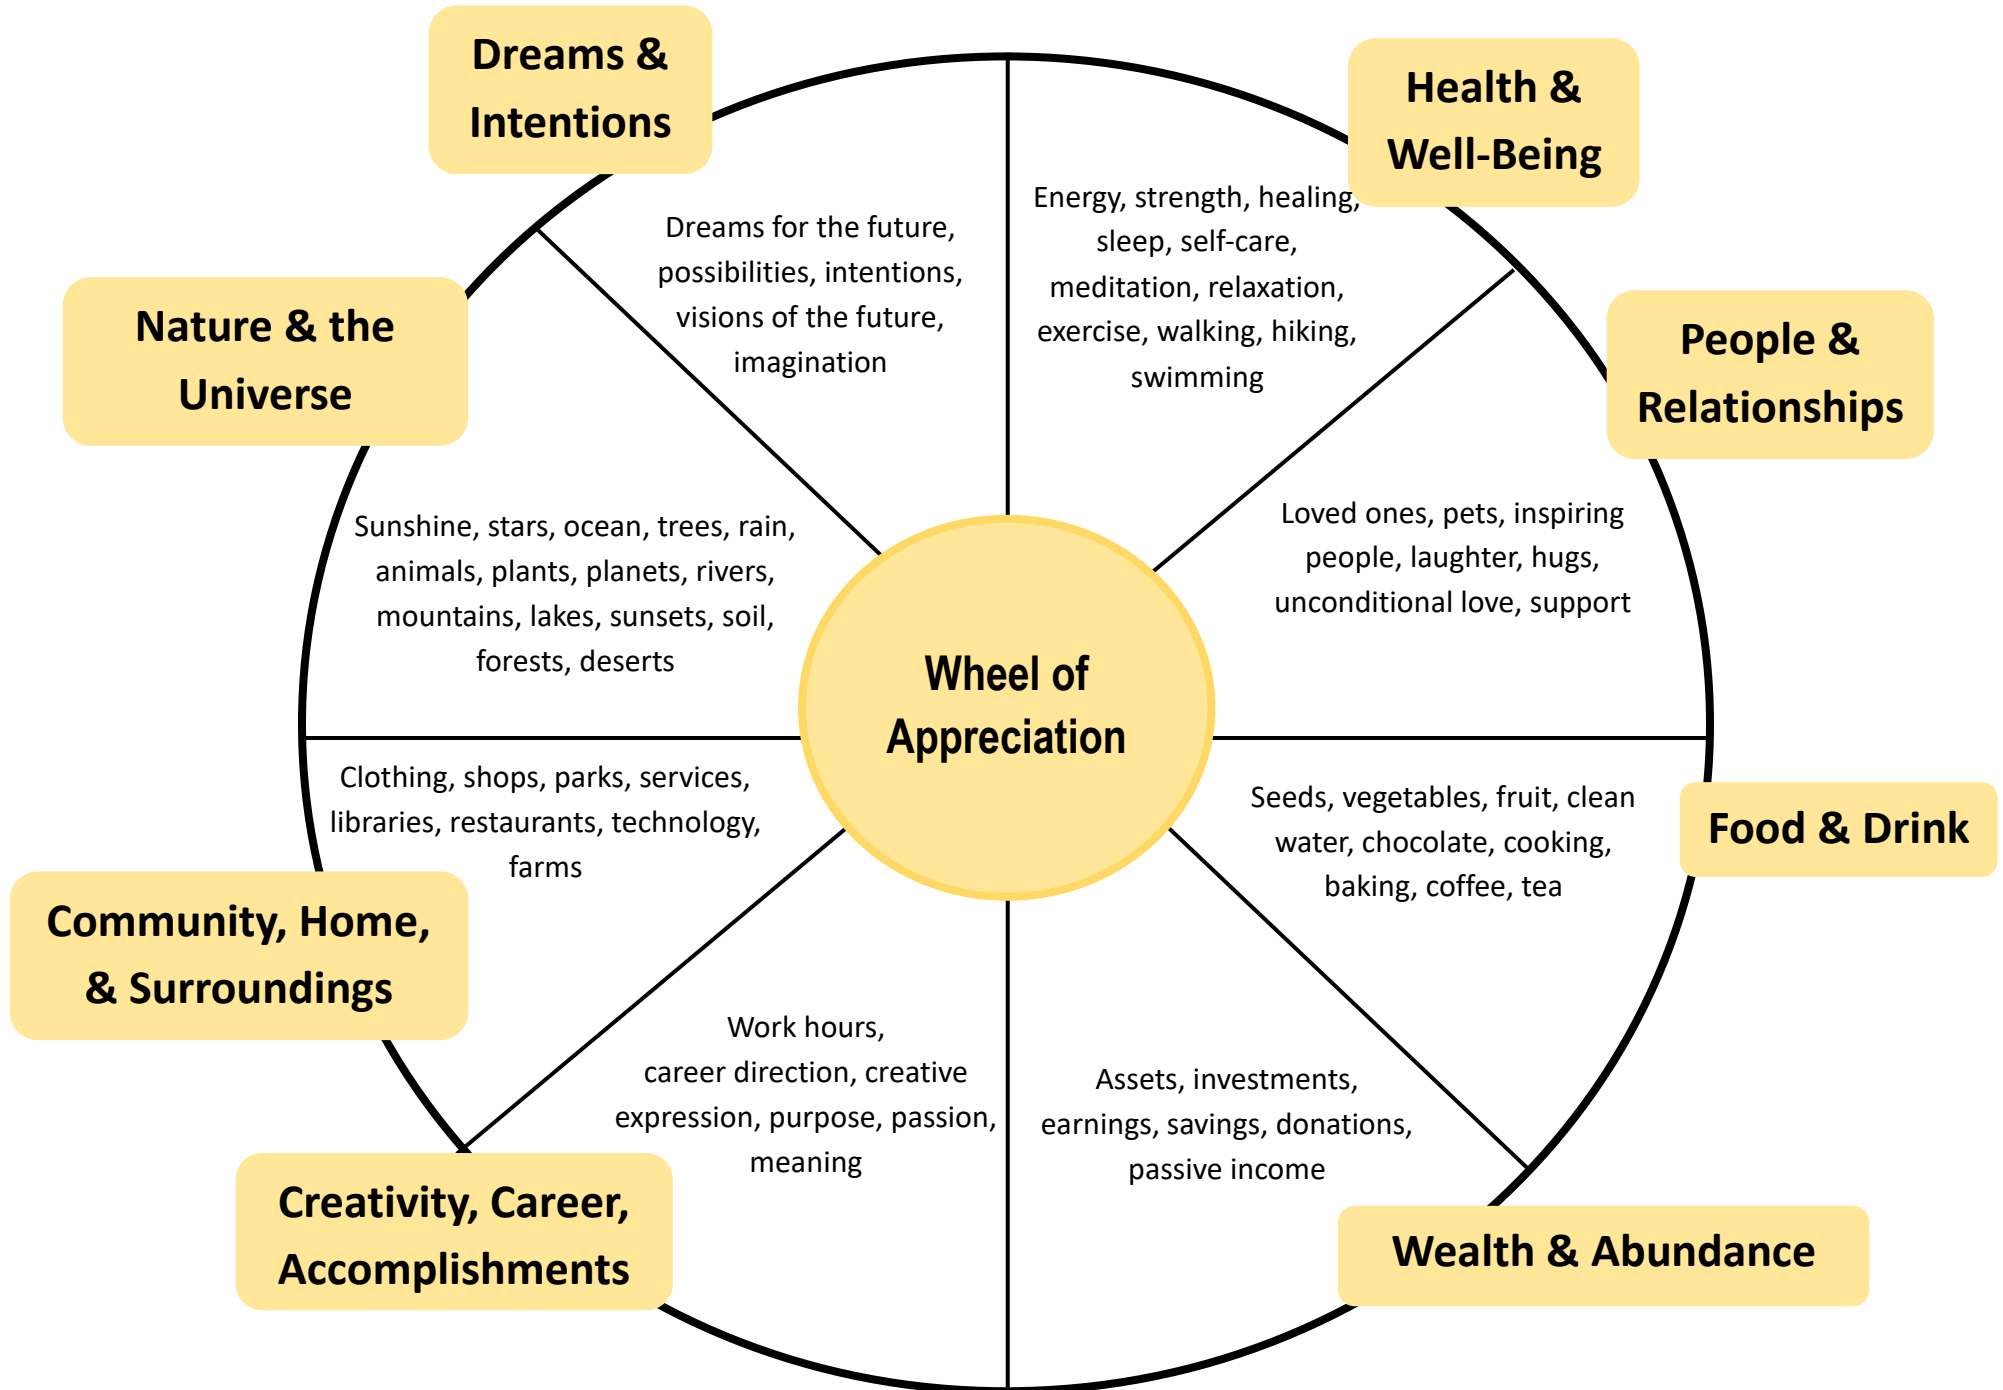 Dreams &
Intentions
Health &
Well-Being
Energy, strength, healing,
sleep, self-care,
meditation, relaxation,
exercise, walking, hiking,
swimming
Dreams for the future,
possibilities, intentions,
visions of the future,
imagination
Nature & the
Universe
People &
Relationships
Sunshine, stars, ocean, trees, rain,
animals, plants, planets, rivers,
mountains, lakes, sunsets, soil,
forests, deserts
Loved ones, pets, inspiring
people, laughter, hugs,
unconditional love, support
Wheel of
Appreciation
Clothing, shops, parks, services,
libraries, restaurants, technology,
farms
Seeds, vegetables, fruit, clean
water, chocolate, cooking,
baking, coffee, tea
Food & Drink
Community, Home,
& Surroundings
Work hours,
career direction, creative
expression, purpose, passion,
meaning
Assets, investments,
earnings, savings, donations,
passive income
Creativity, Career,
Accomplishments
Wealth & Abundance